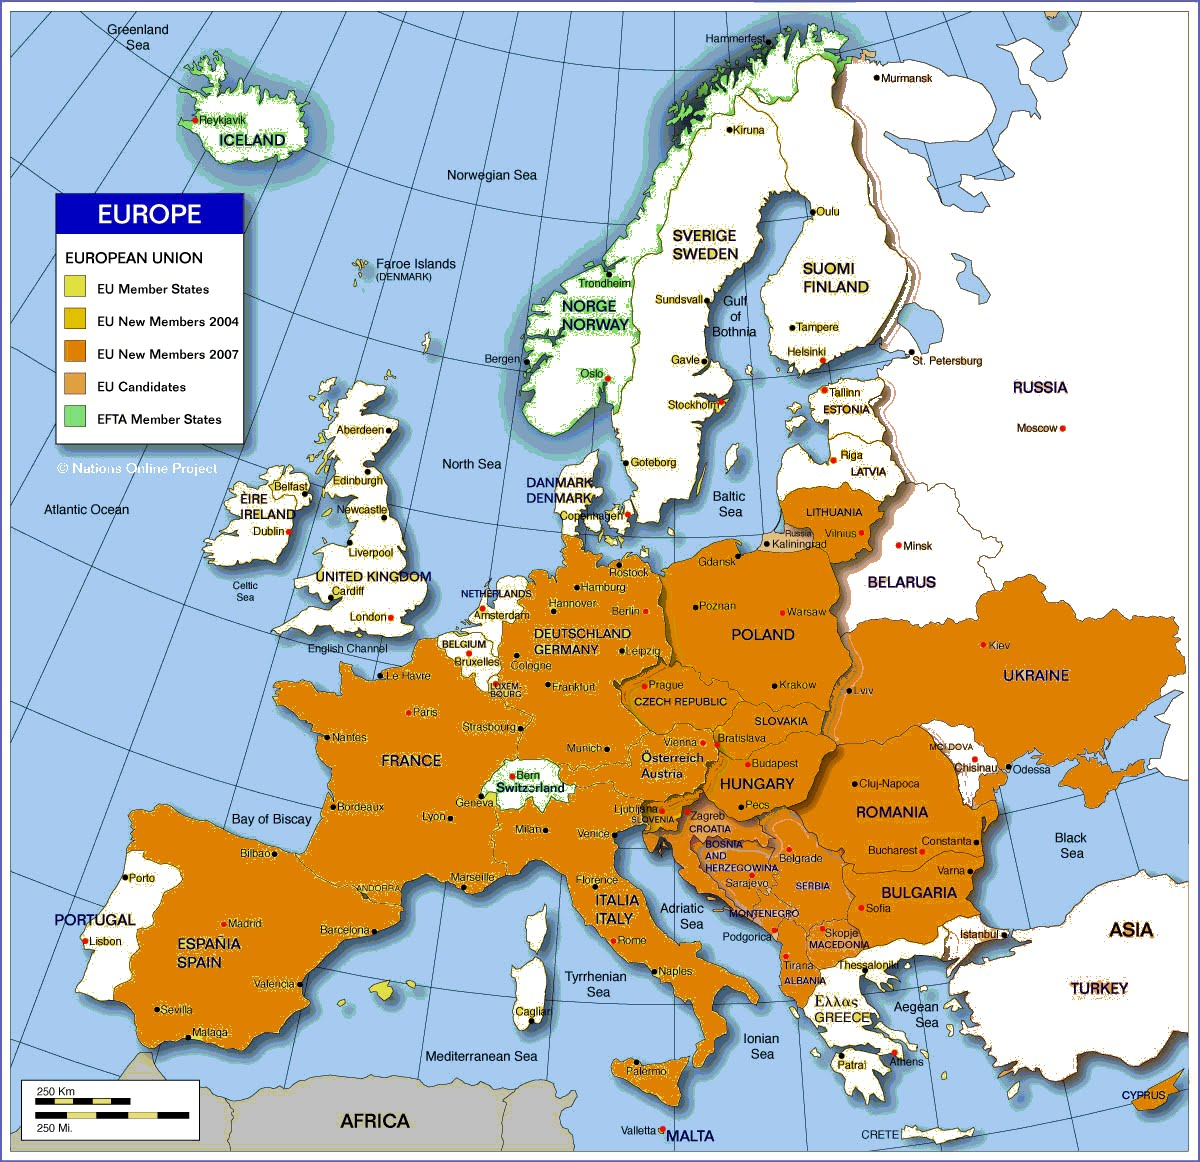 Greenland
Sea
Hammerfest
Murmansk
Reykjavik
ICELAND
Kiruna
Norwegian Sea
EUROPE
EUROPEAN UNION
EU Member States
EU New Members 2004
EU New Members 2007
EU Candidates
EFTA Member States
© Nations Online Project
Oulu
SVERIGE
SWEDEN
SUOMI
FINLAND
Faroe Islands
(DENMARK)
Trondheim
NORGE
NORWAY
Sundsvall
Gulf
of
Bothnia
Tampere
Helsinki
St. Petersburg
Bergen
Gavle
Oslo
Stockholm
Tallinn
ESTONIA
RUSSIA
Moscow
Aberdeen
North Sea
Goteborg
Riga
LATVIA
Edinburgh
DANMARK
DENMARK
Copenhagen
Baltic
Sea
LITHUANIA
Vilnius
Russia
Kaliningrad
Atlantic Ocean
Belfast
ÈIRE
IRELAND
Dublin
Newcastle
Liverpool
Minsk
BELARUS
Celtic
Sea
UNITED KINGDOM
Cardiff
London
English Channel
NETHERLANDS
Amsterdam
Rostock
Hamburg
Hannover
Berlin
Gdansk
Poznan
Warsaw
POLAND
DEUTSCHLAND
GERMANY
Leipzig
BELGIUM
Bruxelles
Cologne
LUXEM-
BOURG
Frankfurt
Kiev
UKRAINE
Le Havre
Prague
CZECH REPUBLIC
Krakow
Lviv
Paris
Strasbourg
SLOVAKIA
Nantes
FRANCE
Munich
Vienna
Bratislava
Österreich
Austria
Budapest
HUNGARY
MOLDOVA
Chisinau
Odessa
Bern
Switzerland
Geneva
Cluj-Napoca
ROMANIA
Bordeaux
Lyon
Ljubljana
SLOVENIA
Pecs
Zagreb
CROATIA
Bay of Biscay
Milan
Venice
Bilbao
BOSNIA
AND
HERZEGOWINA
Sarajevo
Belgrade
SERBIA
Bucharest
Constanta
Black
Sea
Varna
BULGARIA
Sofia
Porto
PORTUGAL
Lisbon
Marseille
ANDORRA
Florence
ITALIA
ITALY
Adriatic
Sea
MONTENEGRO
Podgorica
Skopje
MACEDONIA
Istanbul
ASIA
Madrid
ESPAÑIA
SPAIN
Barcelona
Rome
Naples
Tirana
ALBANIA
Thessaloniki
Valencia
Tyrrhenian
Sea
Ελλας
GREECE
Aegean
Sea
TURKEY
Sevilla
Malaga
Cagliari
Mediterranean Sea
Ionian
Sea
Palermo
Patrai
Athens
CYPRUS
250 Km
250 Mi.
AFRICA
Valletta
MALTA
CRETE